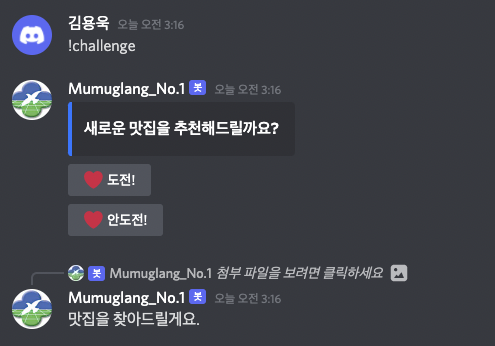 김용욱 오늘 오전 3:16
!challenge
Mumuglang_No.1 봇 오늘 오전 3:16
새로운 맛집을 추천해드릴까요?
도전!
안도전!
봇 Mumuglang_No.1 첨부 파일을 보려면 클릭하세요
Mumuglang_No.1 봇 오늘 오전 3:16
맛집을 찾아드릴게요.